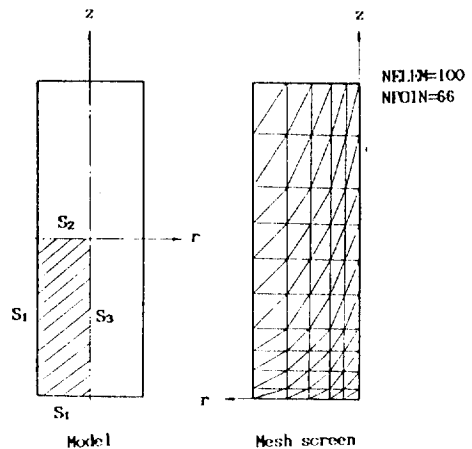 z
z
NELEM=100
NPOIN=66
S2
r
S1
S3
r
S1
Model
Mesh screen